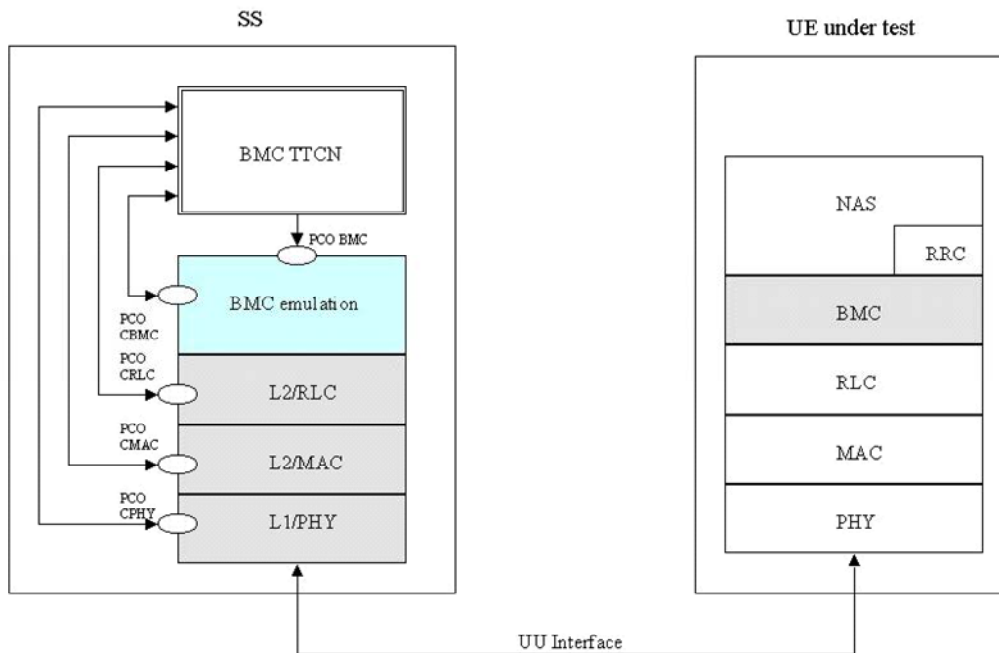 SS
UE under test
BMC TTCN
PCO BMC
BMC emulation
PCO
CBMC
PCO
CRLC
L2/RLC
PCO
CMAC
L2/MAC
PCO
CPHY
L1/PHY
NAS
RRC
BMC
RLC
MAC
PHY
UU Interface